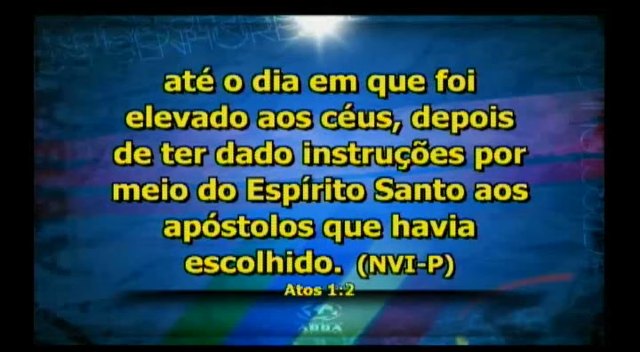 até o dia em que foi
elevado aos céus, depois
de ter dado instruções por
meio do Espírito Santo aos
apóstolos que havia
escolhido. (NVI-P)
Atos 1:2
ABBA